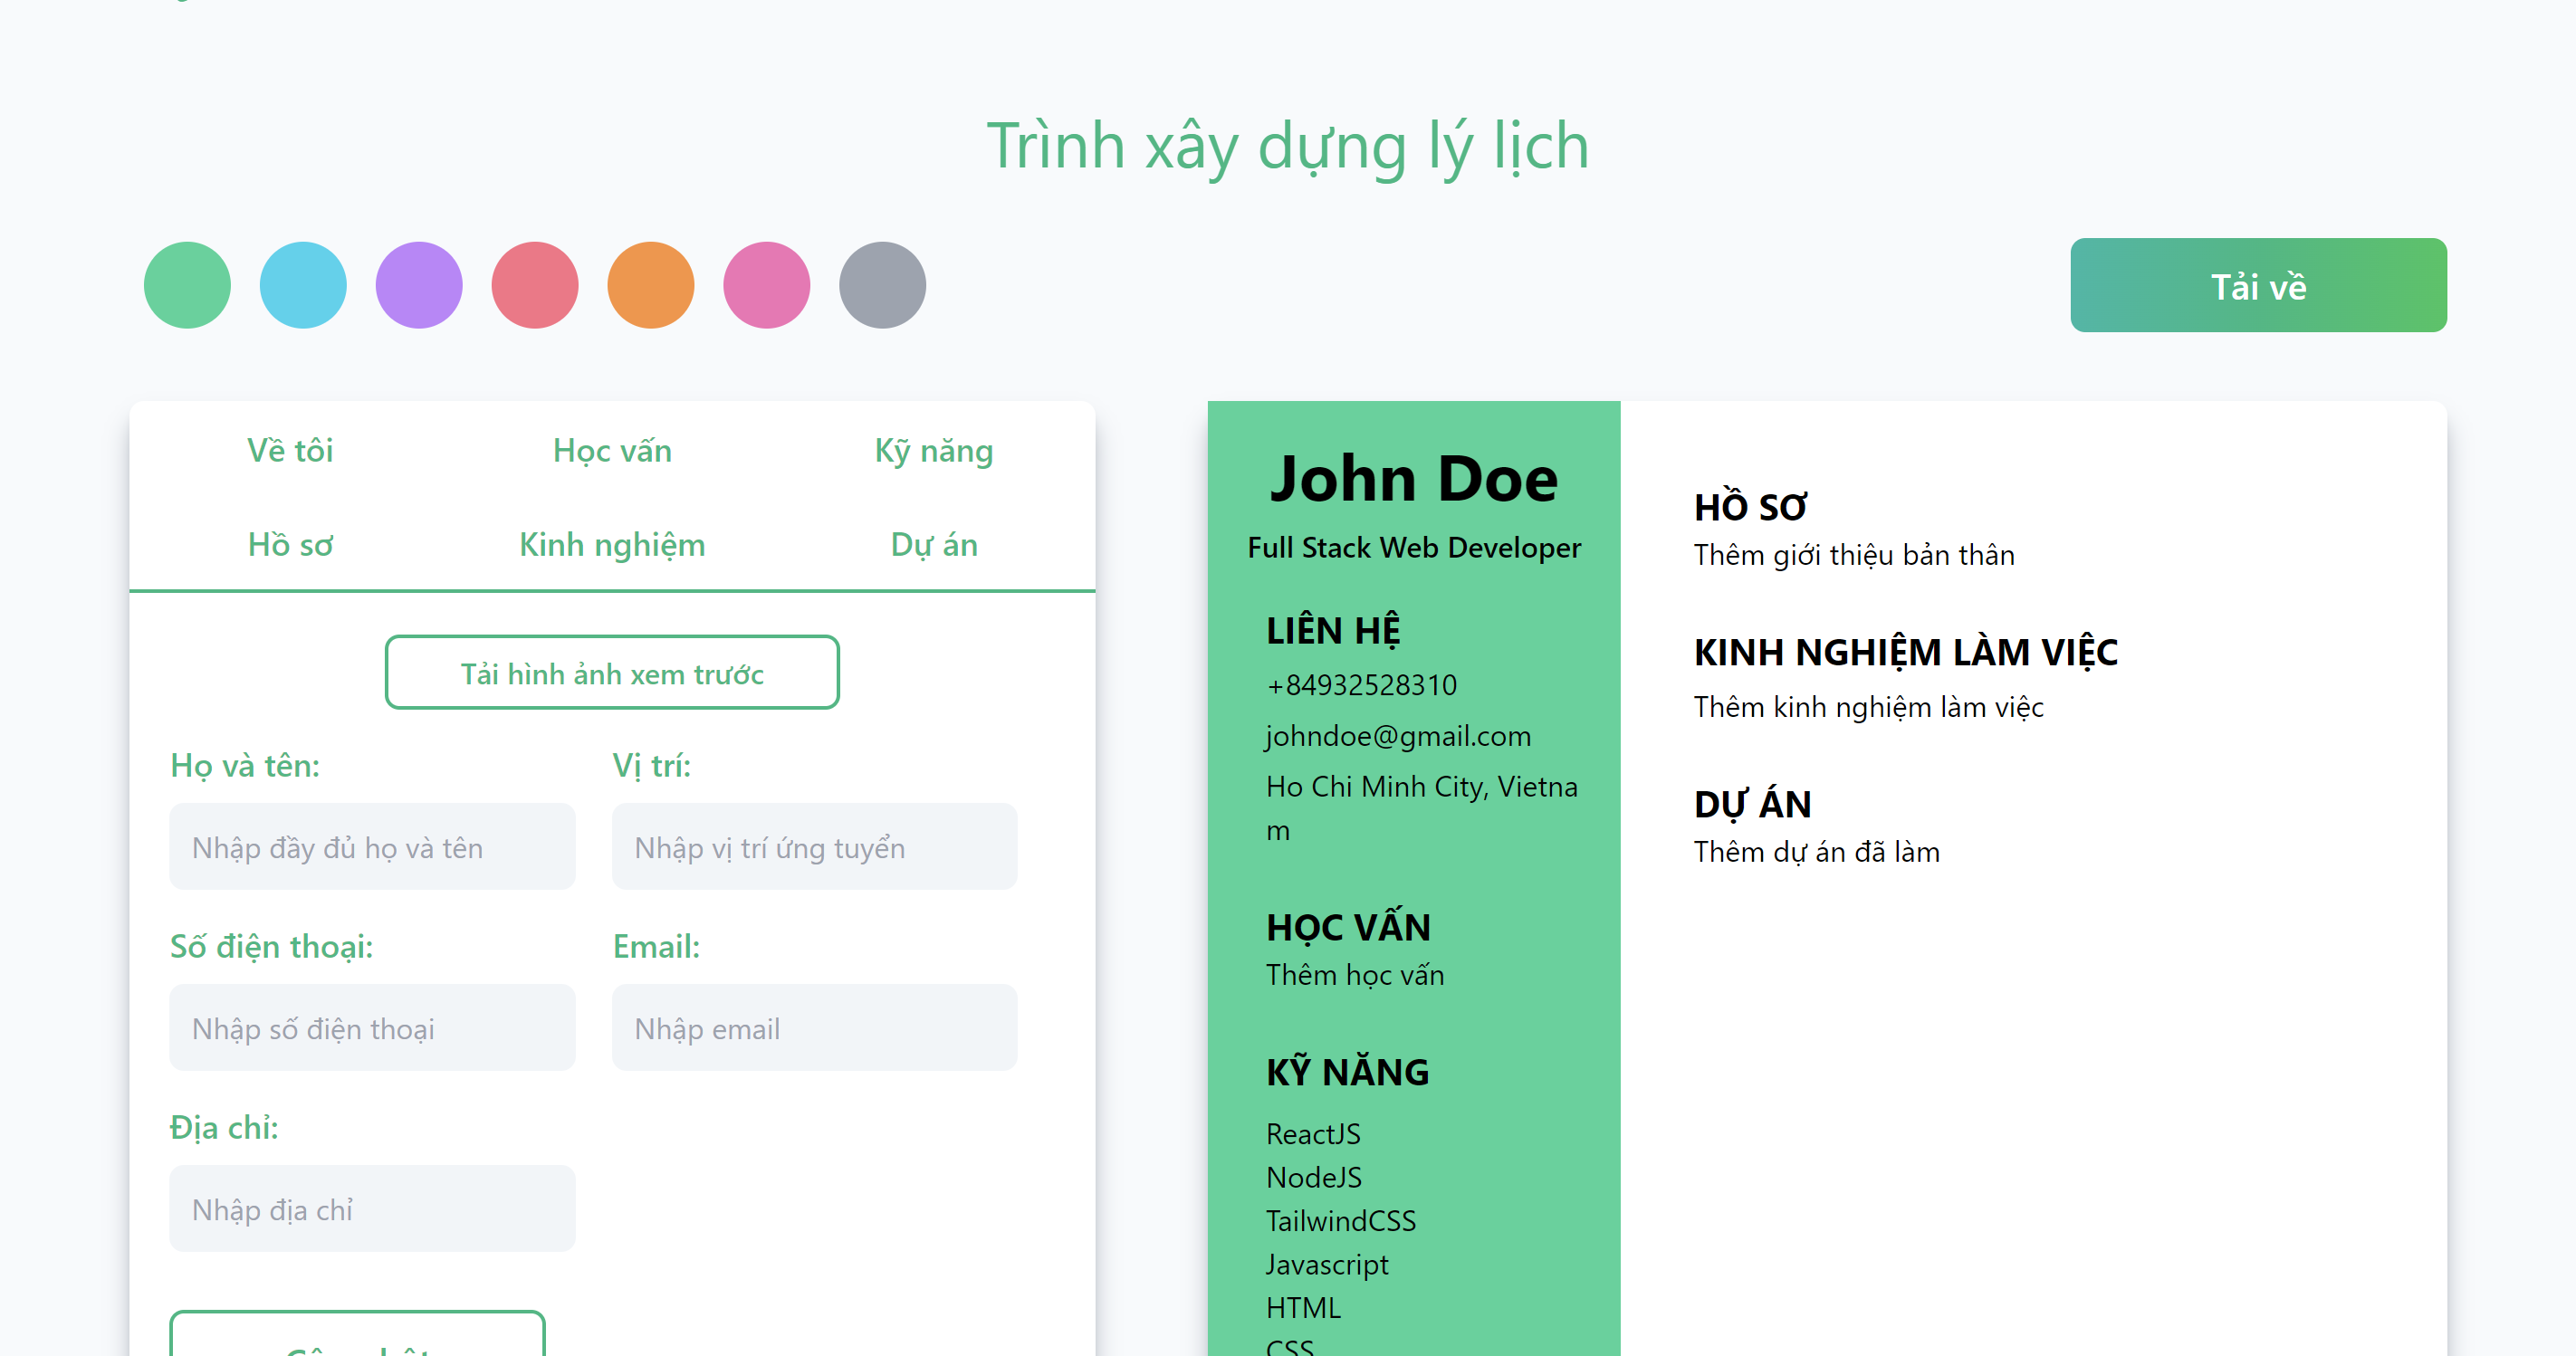 Trình xây dựng lý lịch
Tải về
Về tôi
Học vấn
Kỹ năng
Hồ sơ
Kinh nghiệm
Dự án
Tải hình ảnh xem trước
Họ và tên:
Vị trí:
Nhập đầy đủ họ và tên
Nhập vị trí ứng tuyển
Số điện thoại:
Email:
Nhập số điện thoại
Nhập email
Địa chỉ:
Nhập địa chỉ
John Doe
Full Stack Web Developer
LIÊN HỆ
+84932528310
johndoe@gmail.com
Ho Chi Minh City, Vietna
m
HỌC VẤN
Thêm học vấn
KỸ NĂNG
ReactJS
NodeJS
TailwindCSS
Javascript
HTML
CSS
HỒ SƠ
Thêm giới thiệu bản thân
KINH NGHIỆM LÀM VIỆC
Thêm kinh nghiệm làm việc
DỰ ÁN
Thêm dự án đã làm